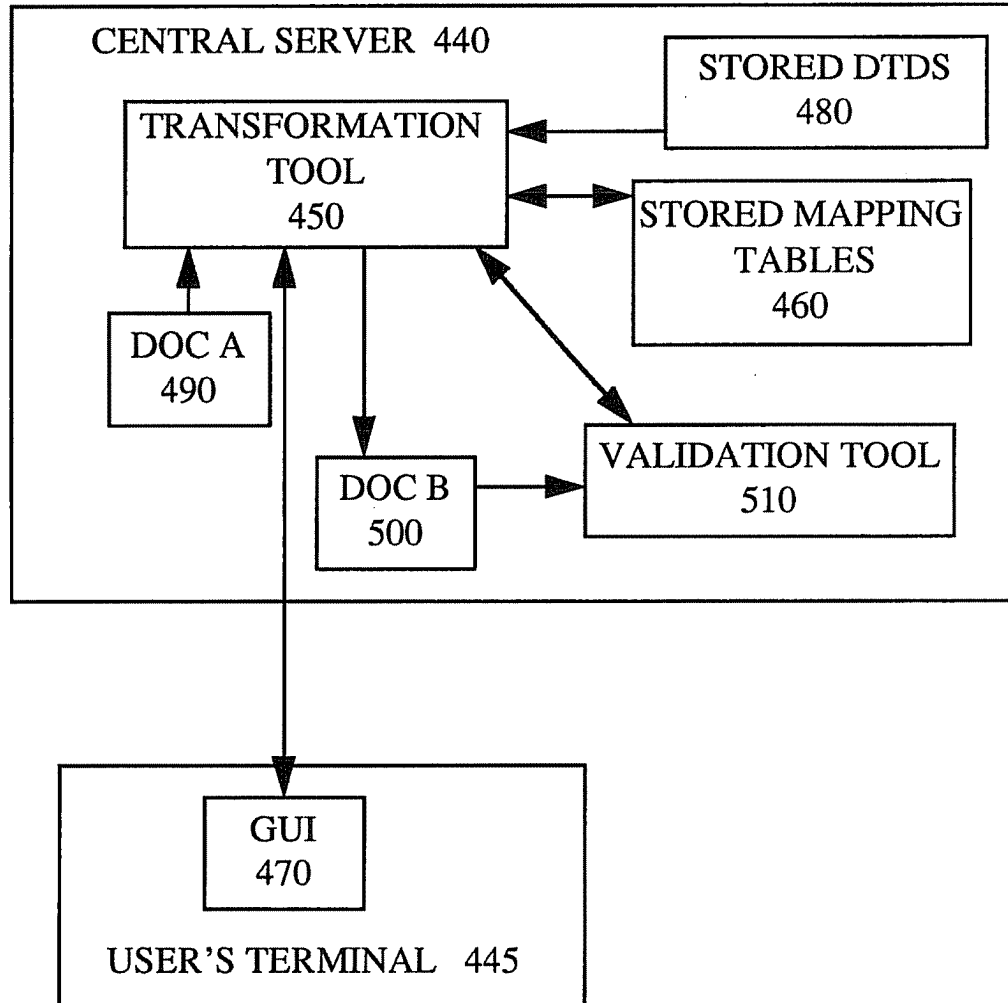 CENTRAL SERVER 440
STORED DTDS
480
TRANSFORMATION
TOOL
450
STORED MAPPING
TABLES
460
DOC A
490
DOC B
500
VALIDATION TOOL
510
GUI
470
USER'S TERMINAL 445